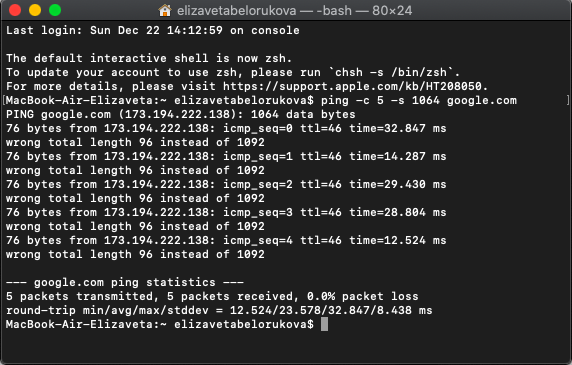 elizavetabelorukova — -bash — 80×24
Last login: Sun Dec 22 14:12:59 on console
The default interactive shell is now zsh.
To update your account to use zsh, please run `chsh -s /bin/zsh`.
For more details, please visit https://support.apple.com/kb/HT208050.
[MacBook-Air-Elizaveta:~ elizavetabelorukova$ ping -c 5 -s 1064 google.com ]
PING google.com (173.194.222.138): 1064 data bytes
76 bytes from 173.194.222.138: icmp_seq=0 ttl=46 time=32.847 ms
wrong total length 96 instead of 1092
76 bytes from 173.194.222.138: icmp_seq=1 ttl=46 time=14.287 ms
wrong total length 96 instead of 1092
76 bytes from 173.194.222.138: icmp_seq=2 ttl=46 time=29.430 ms
wrong total length 96 instead of 1092
76 bytes from 173.194.222.138: icmp_seq=3 ttl=46 time=28.804 ms
wrong total length 96 instead of 1092
76 bytes from 173.194.222.138: icmp_seq=4 ttl=46 time=12.524 ms
wrong total length 96 instead of 1092
--- google.com ping statistics ---
5 packets transmitted, 5 packets received, 0.0% packet loss
round-trip min/avg/max/stddev = 12.524/23.578/32.847/8.438 ms
MacBook-Air-Elizaveta:~ elizavetabelorukova$